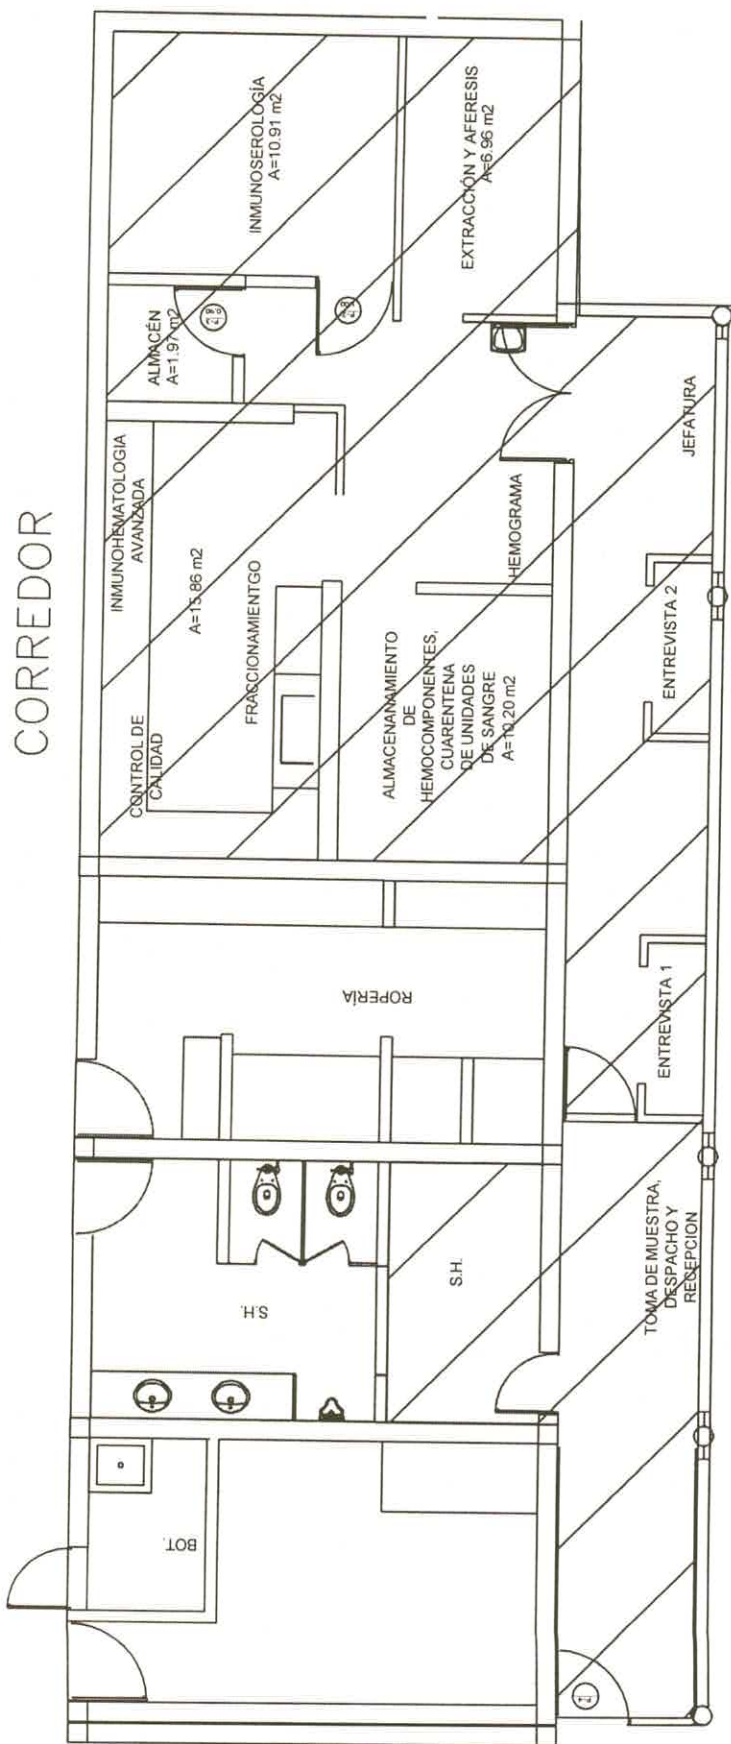 CORREDOR
BOT.
S.H.
S.H.
ROPERÍA
CONTROL DE
CALIDAD
INMUNOHEMATOLOGIA
AVANZADA
A=15.86 m2
FRACCIONAMIENTGO
ALMACÉN
A=1.97 m2
INMUNOSEROLOGÍA
A=10.91 m2
EXTRACCIÓN Y AFERESIS
A=6.96 m2
ALMACENANAMIENTO
DE
HEMOCOMPONENTES,
CUARENTENA
DE UNIDADES
DE SANGRE
A=10.20 m2
HEMOGRAMA
TOMA DE MUESTRA,
DESPACHO Y
RECEPCION
ENTREVISTA 1
ENTREVISTA 2
JEFATURA